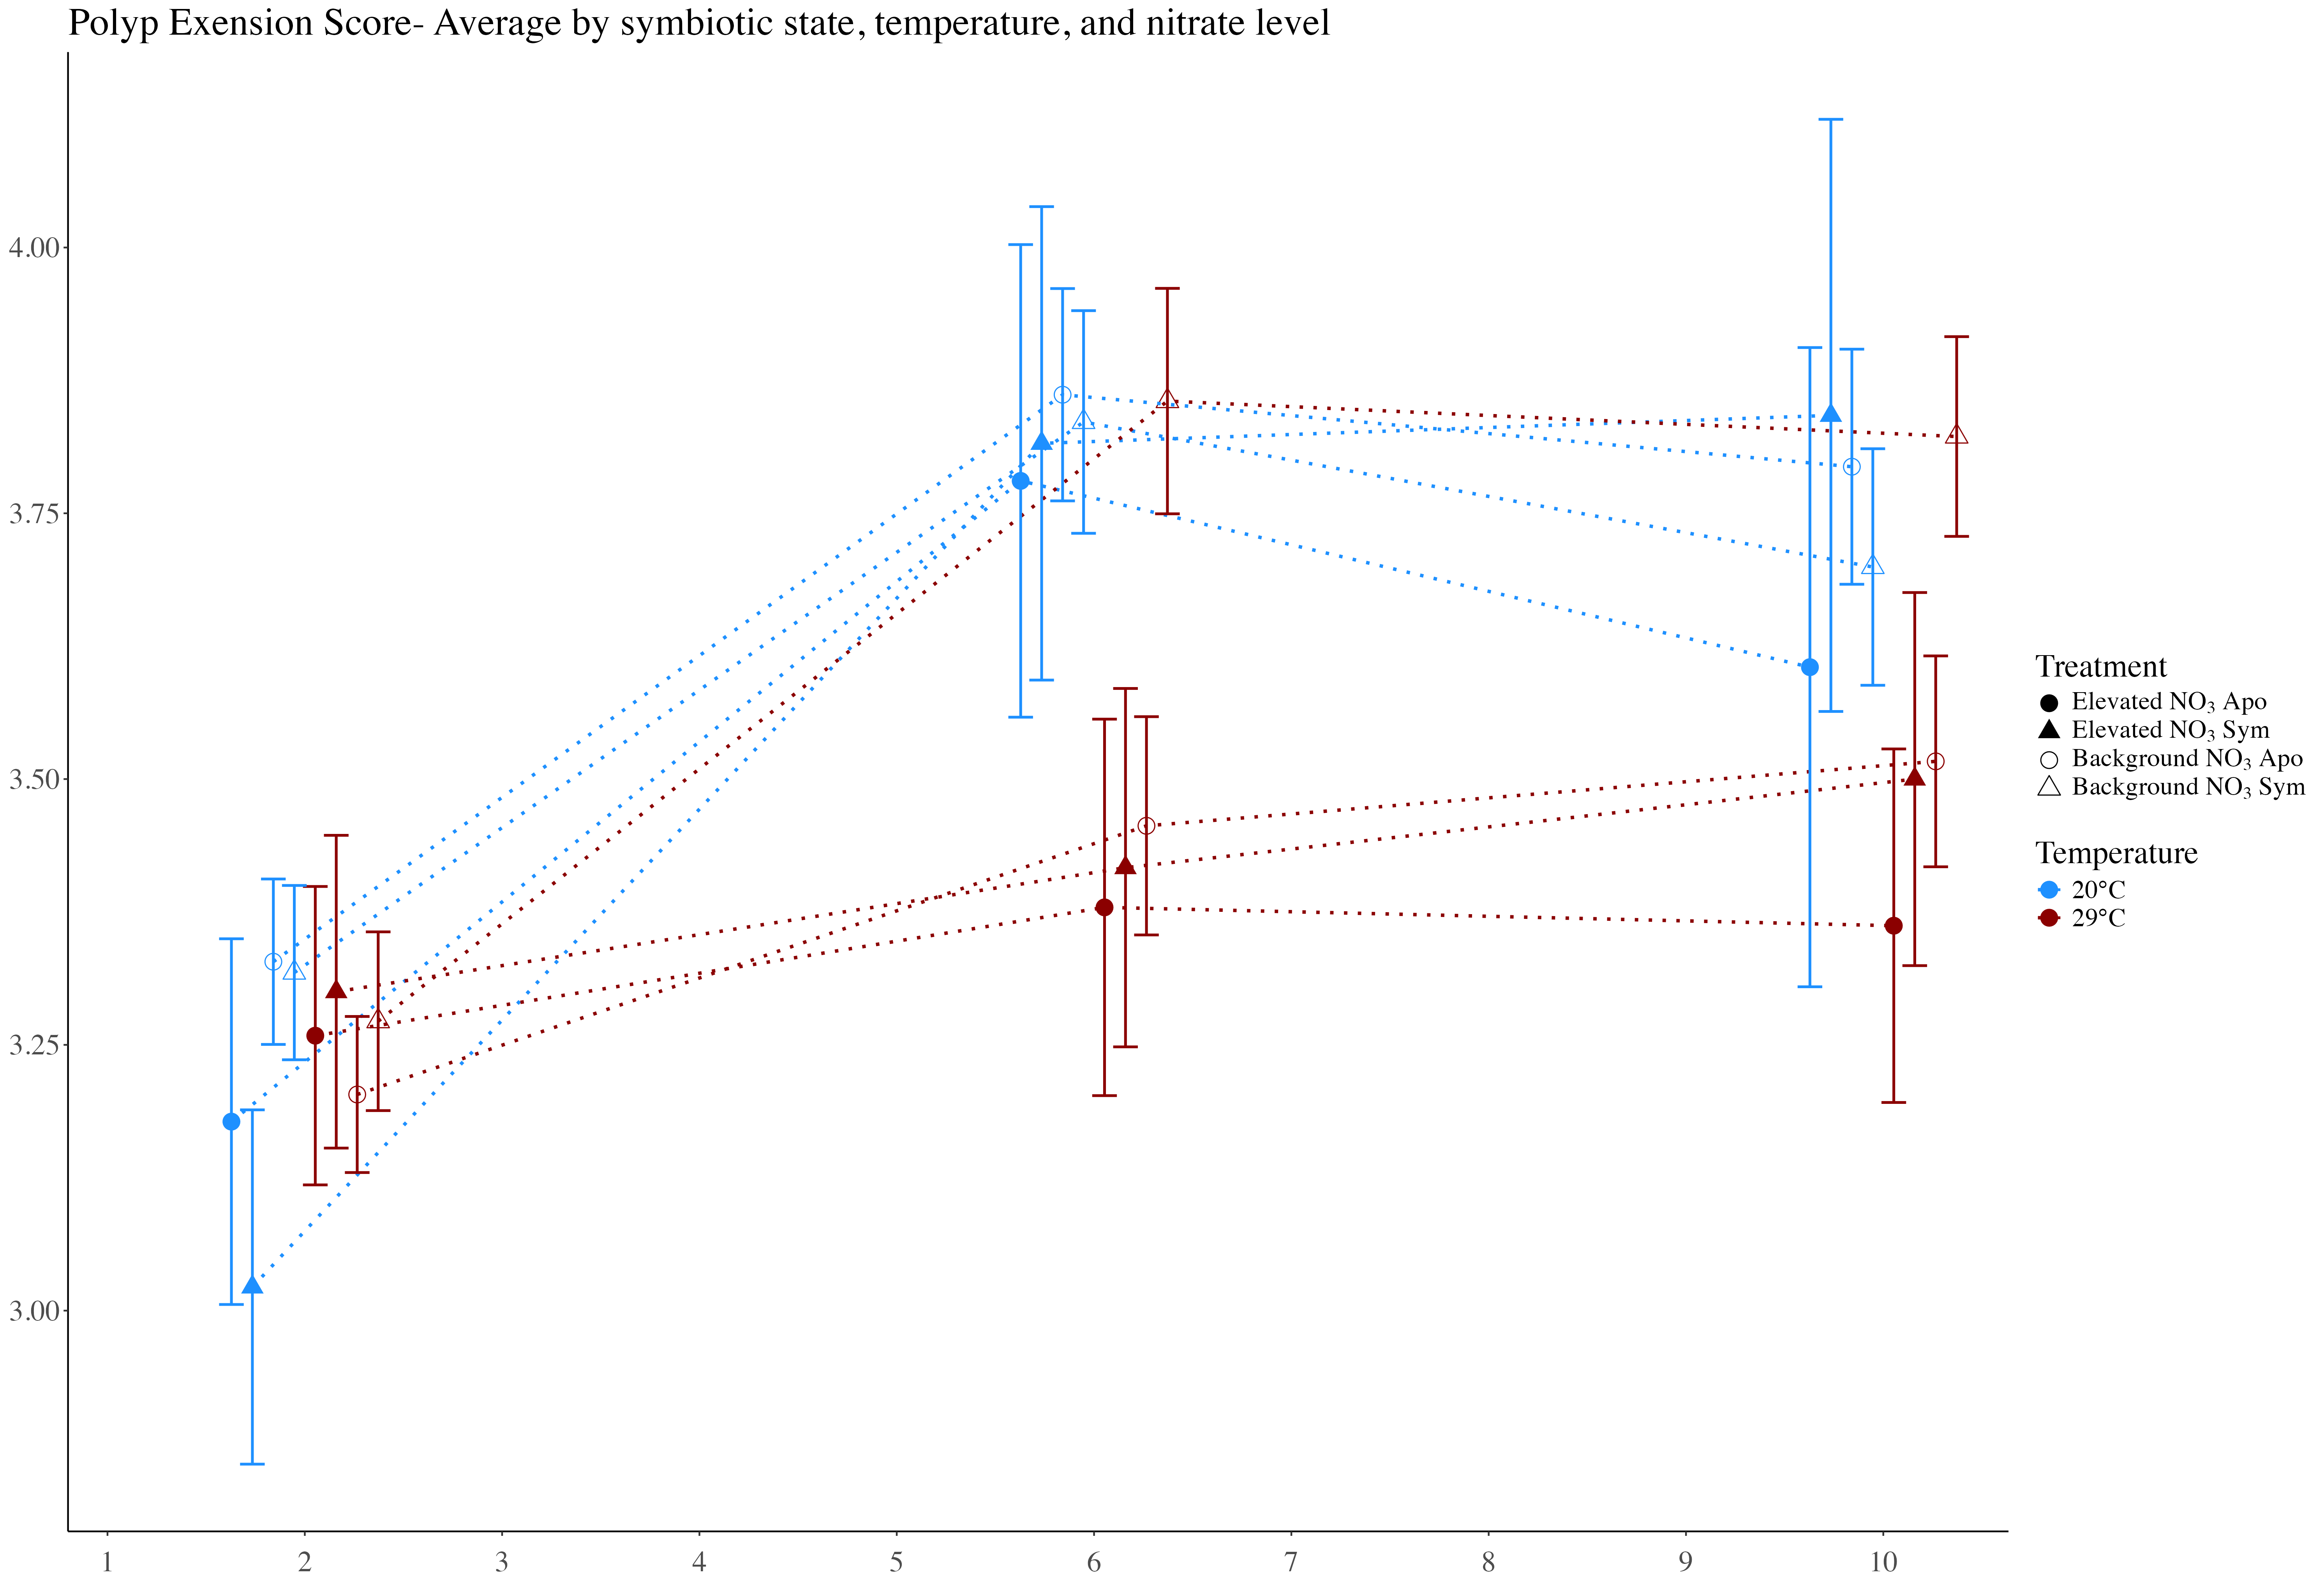 Polyp Exension Score- Average by symbiotic state, temperature, and nitrate level
4.00
3.75
3.50
3.25
3.00
1 2 3 4 5 6 7 8 9 10
Treatment
Elevated NO₃ Apo
Elevated NO₃ Sym
Background NO₃ Apo
Background NO₃ Sym
Temperature
20°C
29°C